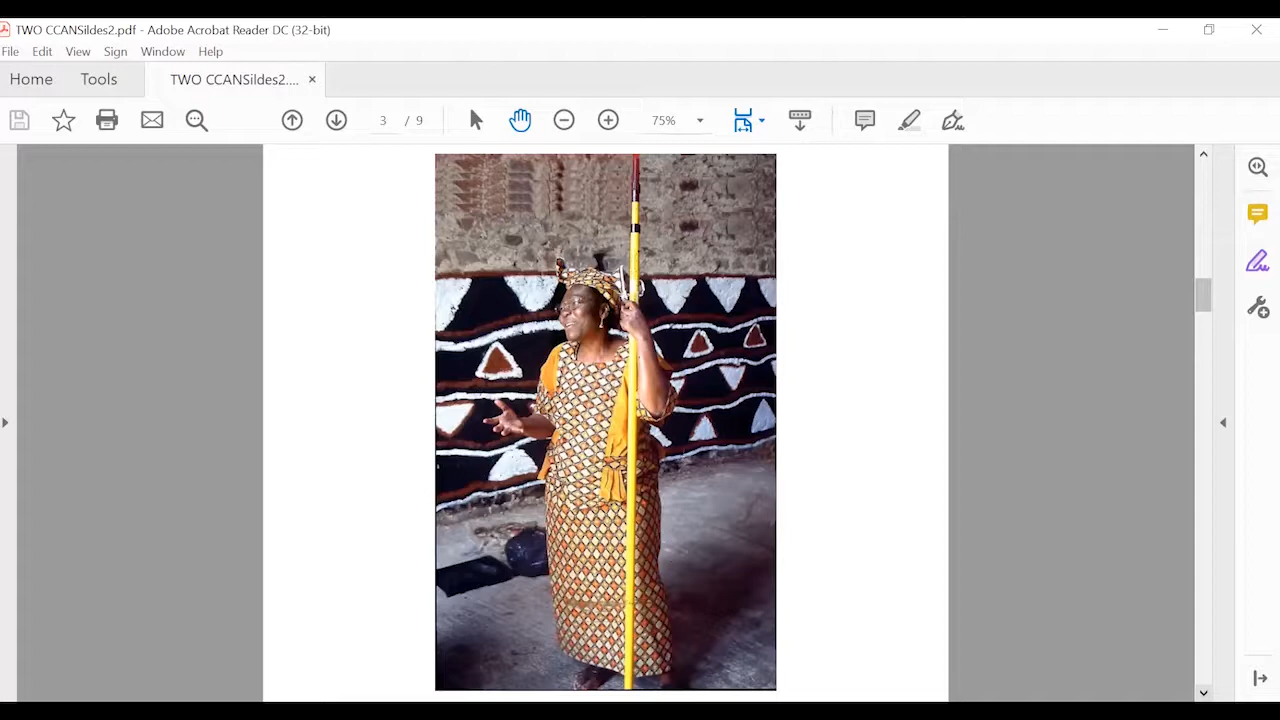 TWO CCANSildes2.pdf - Adobe Acrobat Reader DC (32-bit)
File Edit View Sign Window Help
Home Tools TWO CCANSildes2....
3 / 9 75%